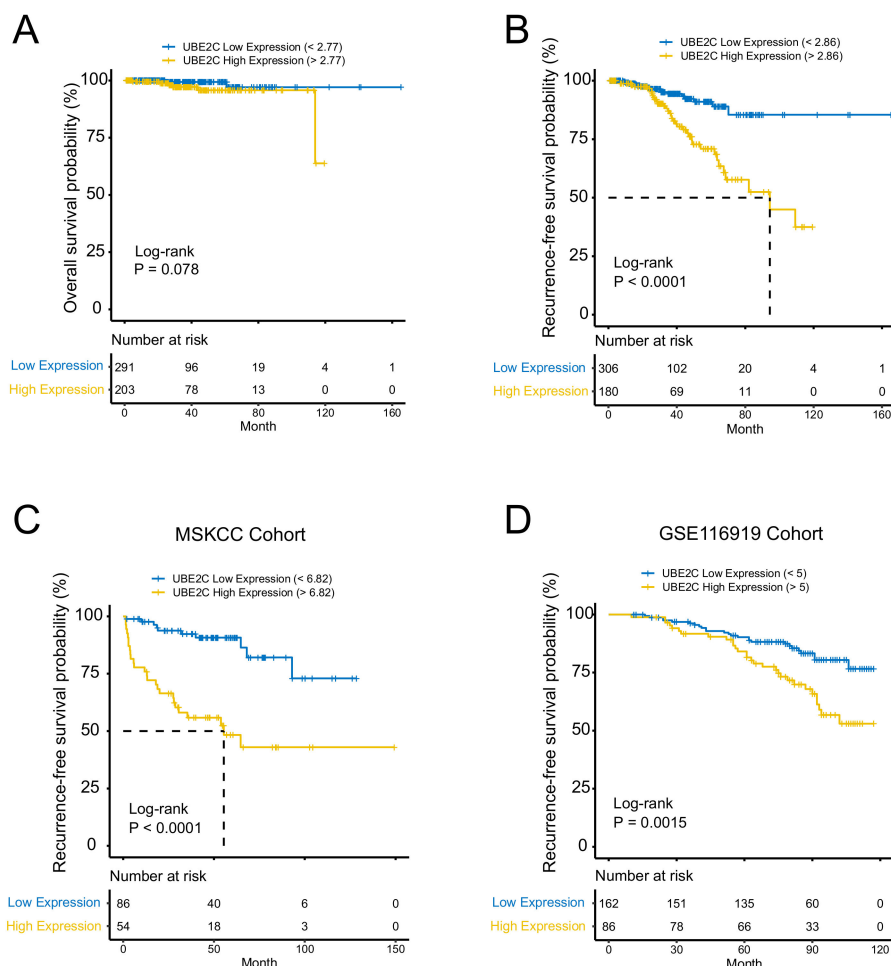 A
UBE2C Low Expression (< 2.77)
UBE2C High Expression (> 2.77)
Overall survival probability (%)
100
75
50
25
0
Log-rank
P = 0.078
Number at risk
Low Expression 291 96 19 4 1
High Expression 203 78 13 0 0
0 40 80 120 160
Month
B
UBE2C Low Expression (< 2.86)
UBE2C High Expression (> 2.86)
Recurrence-free survival probability (%)
100
75
50
25
0
Log-rank
P < 0.0001
Number at risk
Low Expression 306 102 20 4 1
High Expression 180 69 11 0 0
0 40 80 120 160
Month
C
MSKCC Cohort
UBE2C Low Expression (< 6.82)
UBE2C High Expression (> 6.82)
Recurrence-free survival probability (%)
100
75
50
25
0
Log-rank
P < 0.0001
Number at risk
Low Expression 86 40 6 0
High Expression 54 18 3 0
0 50 100 150
Month
D
GSE116919 Cohort
UBE2C Low Expression (< 5)
UBE2C High Expression (> 5)
Recurrence-free survival probability (%)
100
75
50
25
0
Log-rank
P = 0.0015
Number at risk
Low Expression 162 151 135 60 0
High Expression 86 78 66 33 0
0 30 60 90 120
Month